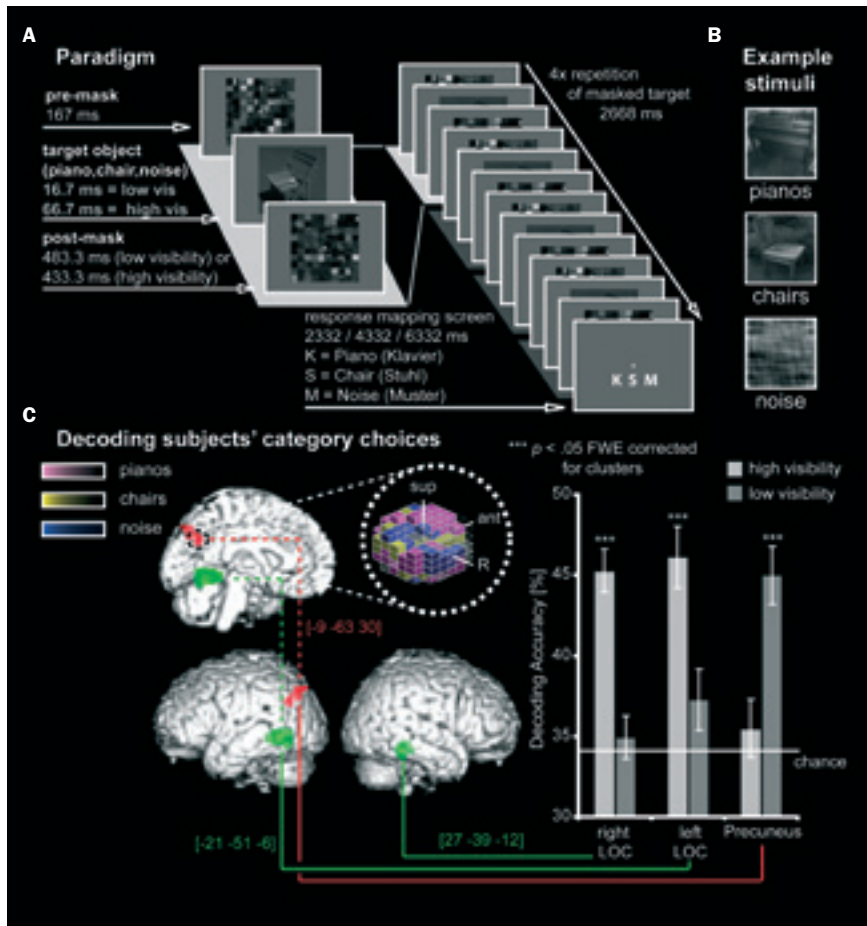 A
Paradigm
pre-mask
167 ms
target object
(piano,chair,noise)
16.7 ms = low vis
66.7 ms = high vis
post-mask
483.3 ms (low visibility) or
433.3 ms (high visibility)
4x repetition
of masked target
2668 ms
response mapping screen
2332 / 4332 / 6332 ms
K = Piano (Klavier)
S = Chair (Stuhl)
M = Noise (Muster)
K S M
B
Example
stimuli
pianos
chairs
noise
C
Decoding subjects' category choices
pianos
chairs
noise
sup
ant
R
[-9 -63 30]
[-21 -51 -6]
[27 -39 -12]
*** p < .05 FWE corrected
for clusters
high visibility
low visibility
Decoding Accuracy [%]
50
45
40
35
30
***
***
***
chance
right
LOC
left
LOC
Precuneus